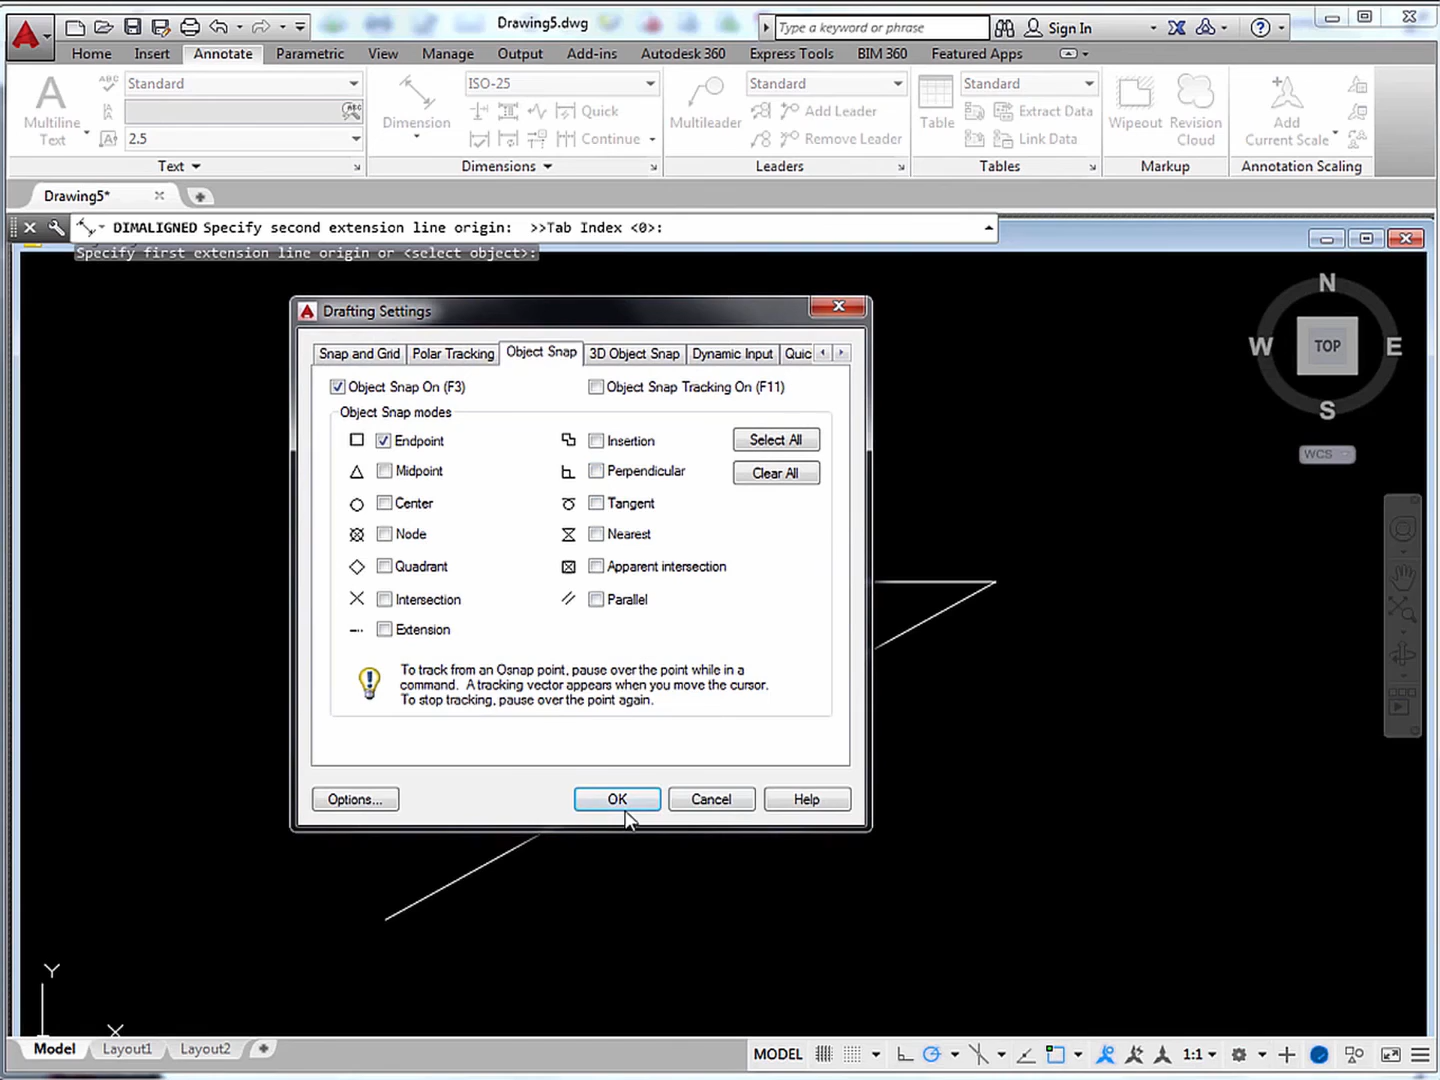 Drawing5.dwg
Type a keyword or phrase
Sign In
Home Insert Annotate Parametric View Manage Output Add-ins Autodesk 360 Express Tools BIM 360 Featured Apps
Multiline Text
ABC
Standard
ABC
2.5
Text
Dimension
ISO-25
Quick
Continue
Dimensions
Multileader
Standard
Add Leader
Remove Leader
Leaders
Table
Standard
Extract Data
Link Data
Tables
Wipeout
Revision Cloud
Markup
Add Current Scale
Annotation Scaling
Drawing5*
DIMALIGNED Specify second extension line origin: >>Tab Index <0>:
Specify first extension line origin or <select object>:
Drafting Settings
Snap and Grid Polar Tracking Object Snap 3D Object Snap Dynamic Input Quic
Object Snap On (F3) Object Snap Tracking On (F11)
Object Snap modes
Endpoint Insertion Select All
Midpoint Perpendicular Clear All
Center Tangent
Node Nearest
Quadrant Apparent intersection
Intersection Parallel
Extension
To track from an Osnap point, pause over the point while in a
command. A tracking vector appears when you move the cursor.
To stop tracking, pause over the point again.
Options... OK Cancel Help
N
W TOP E
S
WCS
Y
X
Model Layout1 Layout2
MODEL 1:1